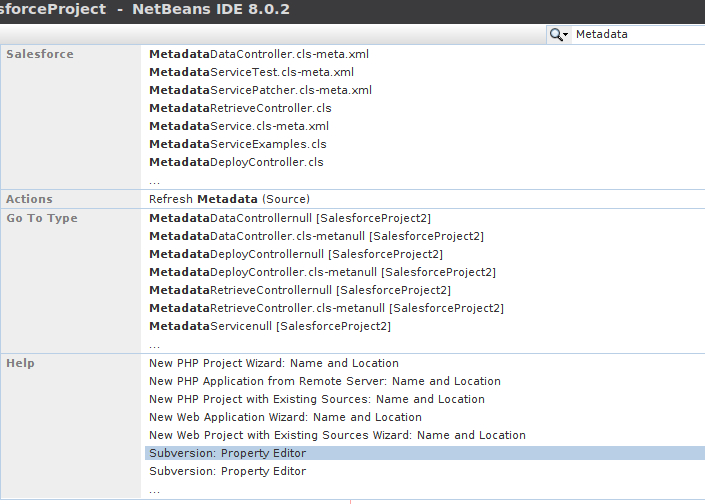 sforceProject - NetBeans IDE 8.0.2
Metadata
Salesforce
MetadataDataController.cls-meta.xml
MetadataServiceTest.cls-meta.xml
MetadataServicePatcher.cls-meta.xml
MetadataRetrieveController.cls
MetadataService.cls-meta.xml
MetadataServiceExamples.cls
MetadataDeployController.cls
...
Actions
Refresh Metadata (Source)
Go To Type
MetadataDataControllernull [SalesforceProject2]
MetadataDataController.cls-metanull [SalesforceProject2]
MetadataDeployControllernull [SalesforceProject2]
MetadataDeployController.cls-metanull [SalesforceProject2]
MetadataRetrieveControllernull [SalesforceProject2]
MetadataRetrieveController.cls-metanull [SalesforceProject2]
MetadataServicenull [SalesforceProject2]
...
Help
New PHP Project Wizard: Name and Location
New PHP Application from Remote Server: Name and Location
New PHP Project with Existing Sources: Name and Location
New Web Application Wizard: Name and Location
New Web Project with Existing Sources Wizard: Name and Location
Subversion: Property Editor
Subversion: Property Editor
...